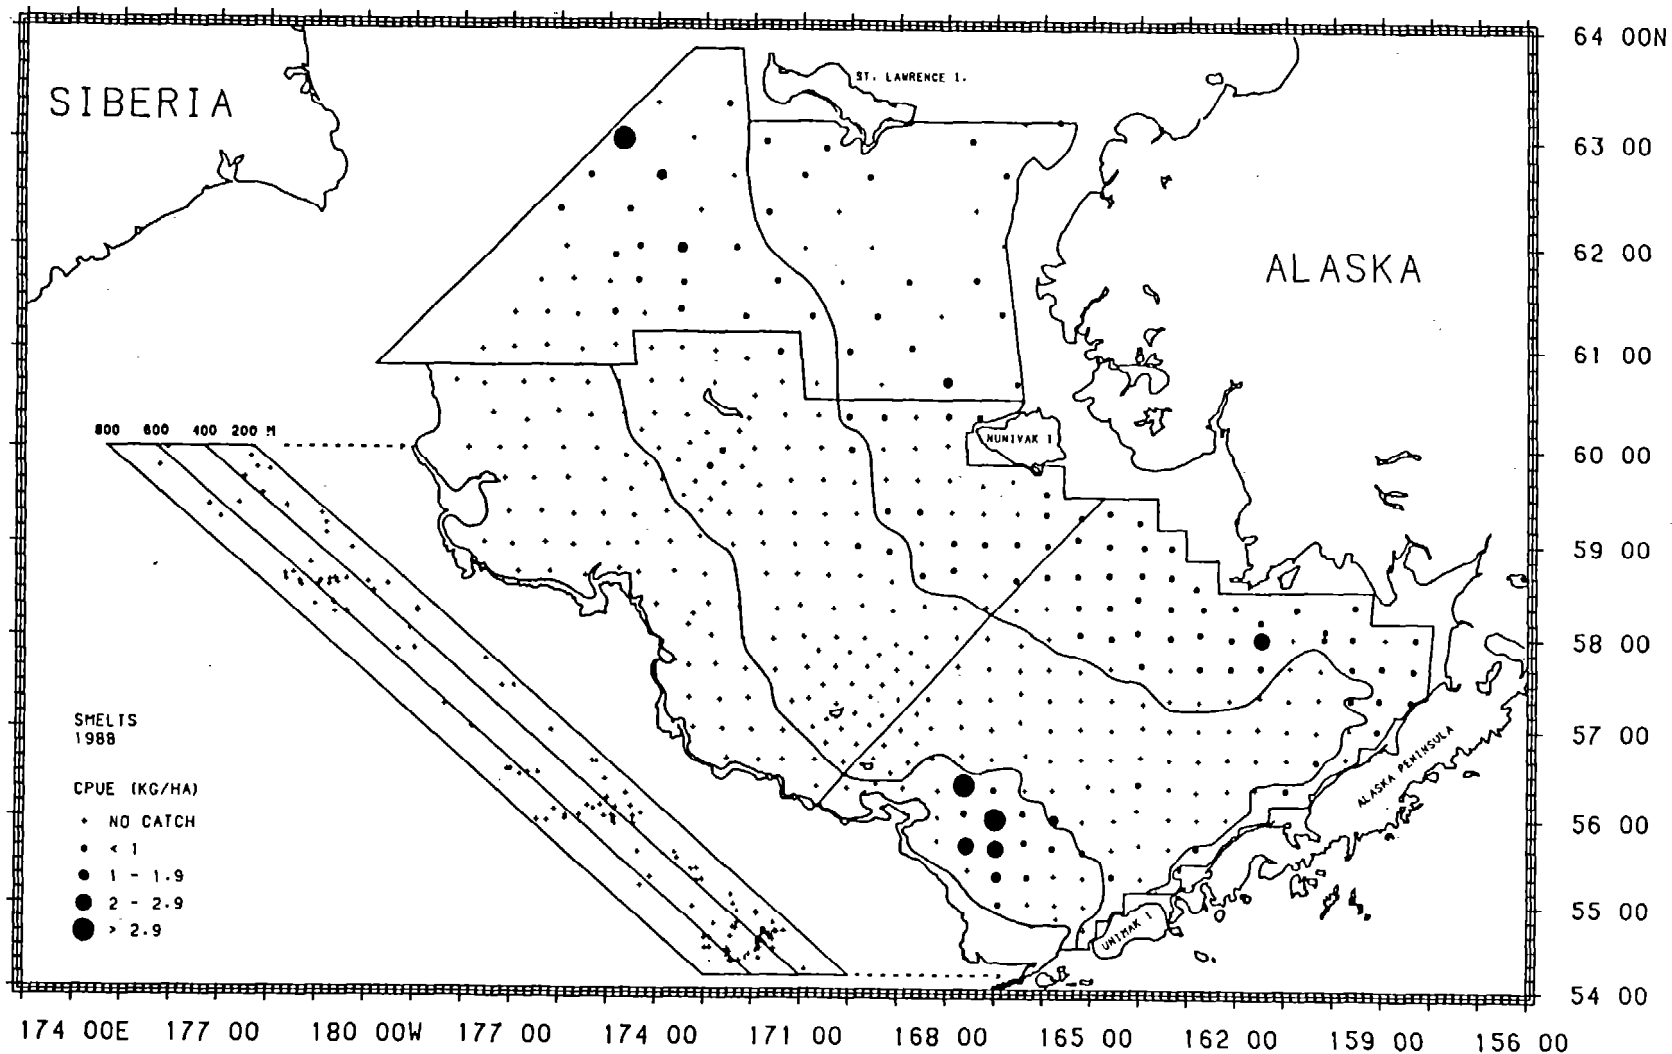 64 00N
ST. LAWRENCE I.
SIBERIA
63 00
62 00
ALASKA
61 00
800 600 400 200 M
NUNIVAK I
60 00
59 00
58 00
SMELTS
1988
57 00
ALASKA PENINSULA
CPUE (KG/HA)
+ NO CATCH
< 1
1 - 1.9
2 - 2.9
> 2.9
56 00
55 00
UNIMAK I
54 00
174 00E 177 00 180 00W 177 00 174 00 171 00 168 00 165 00 162 00 159 00 156 00